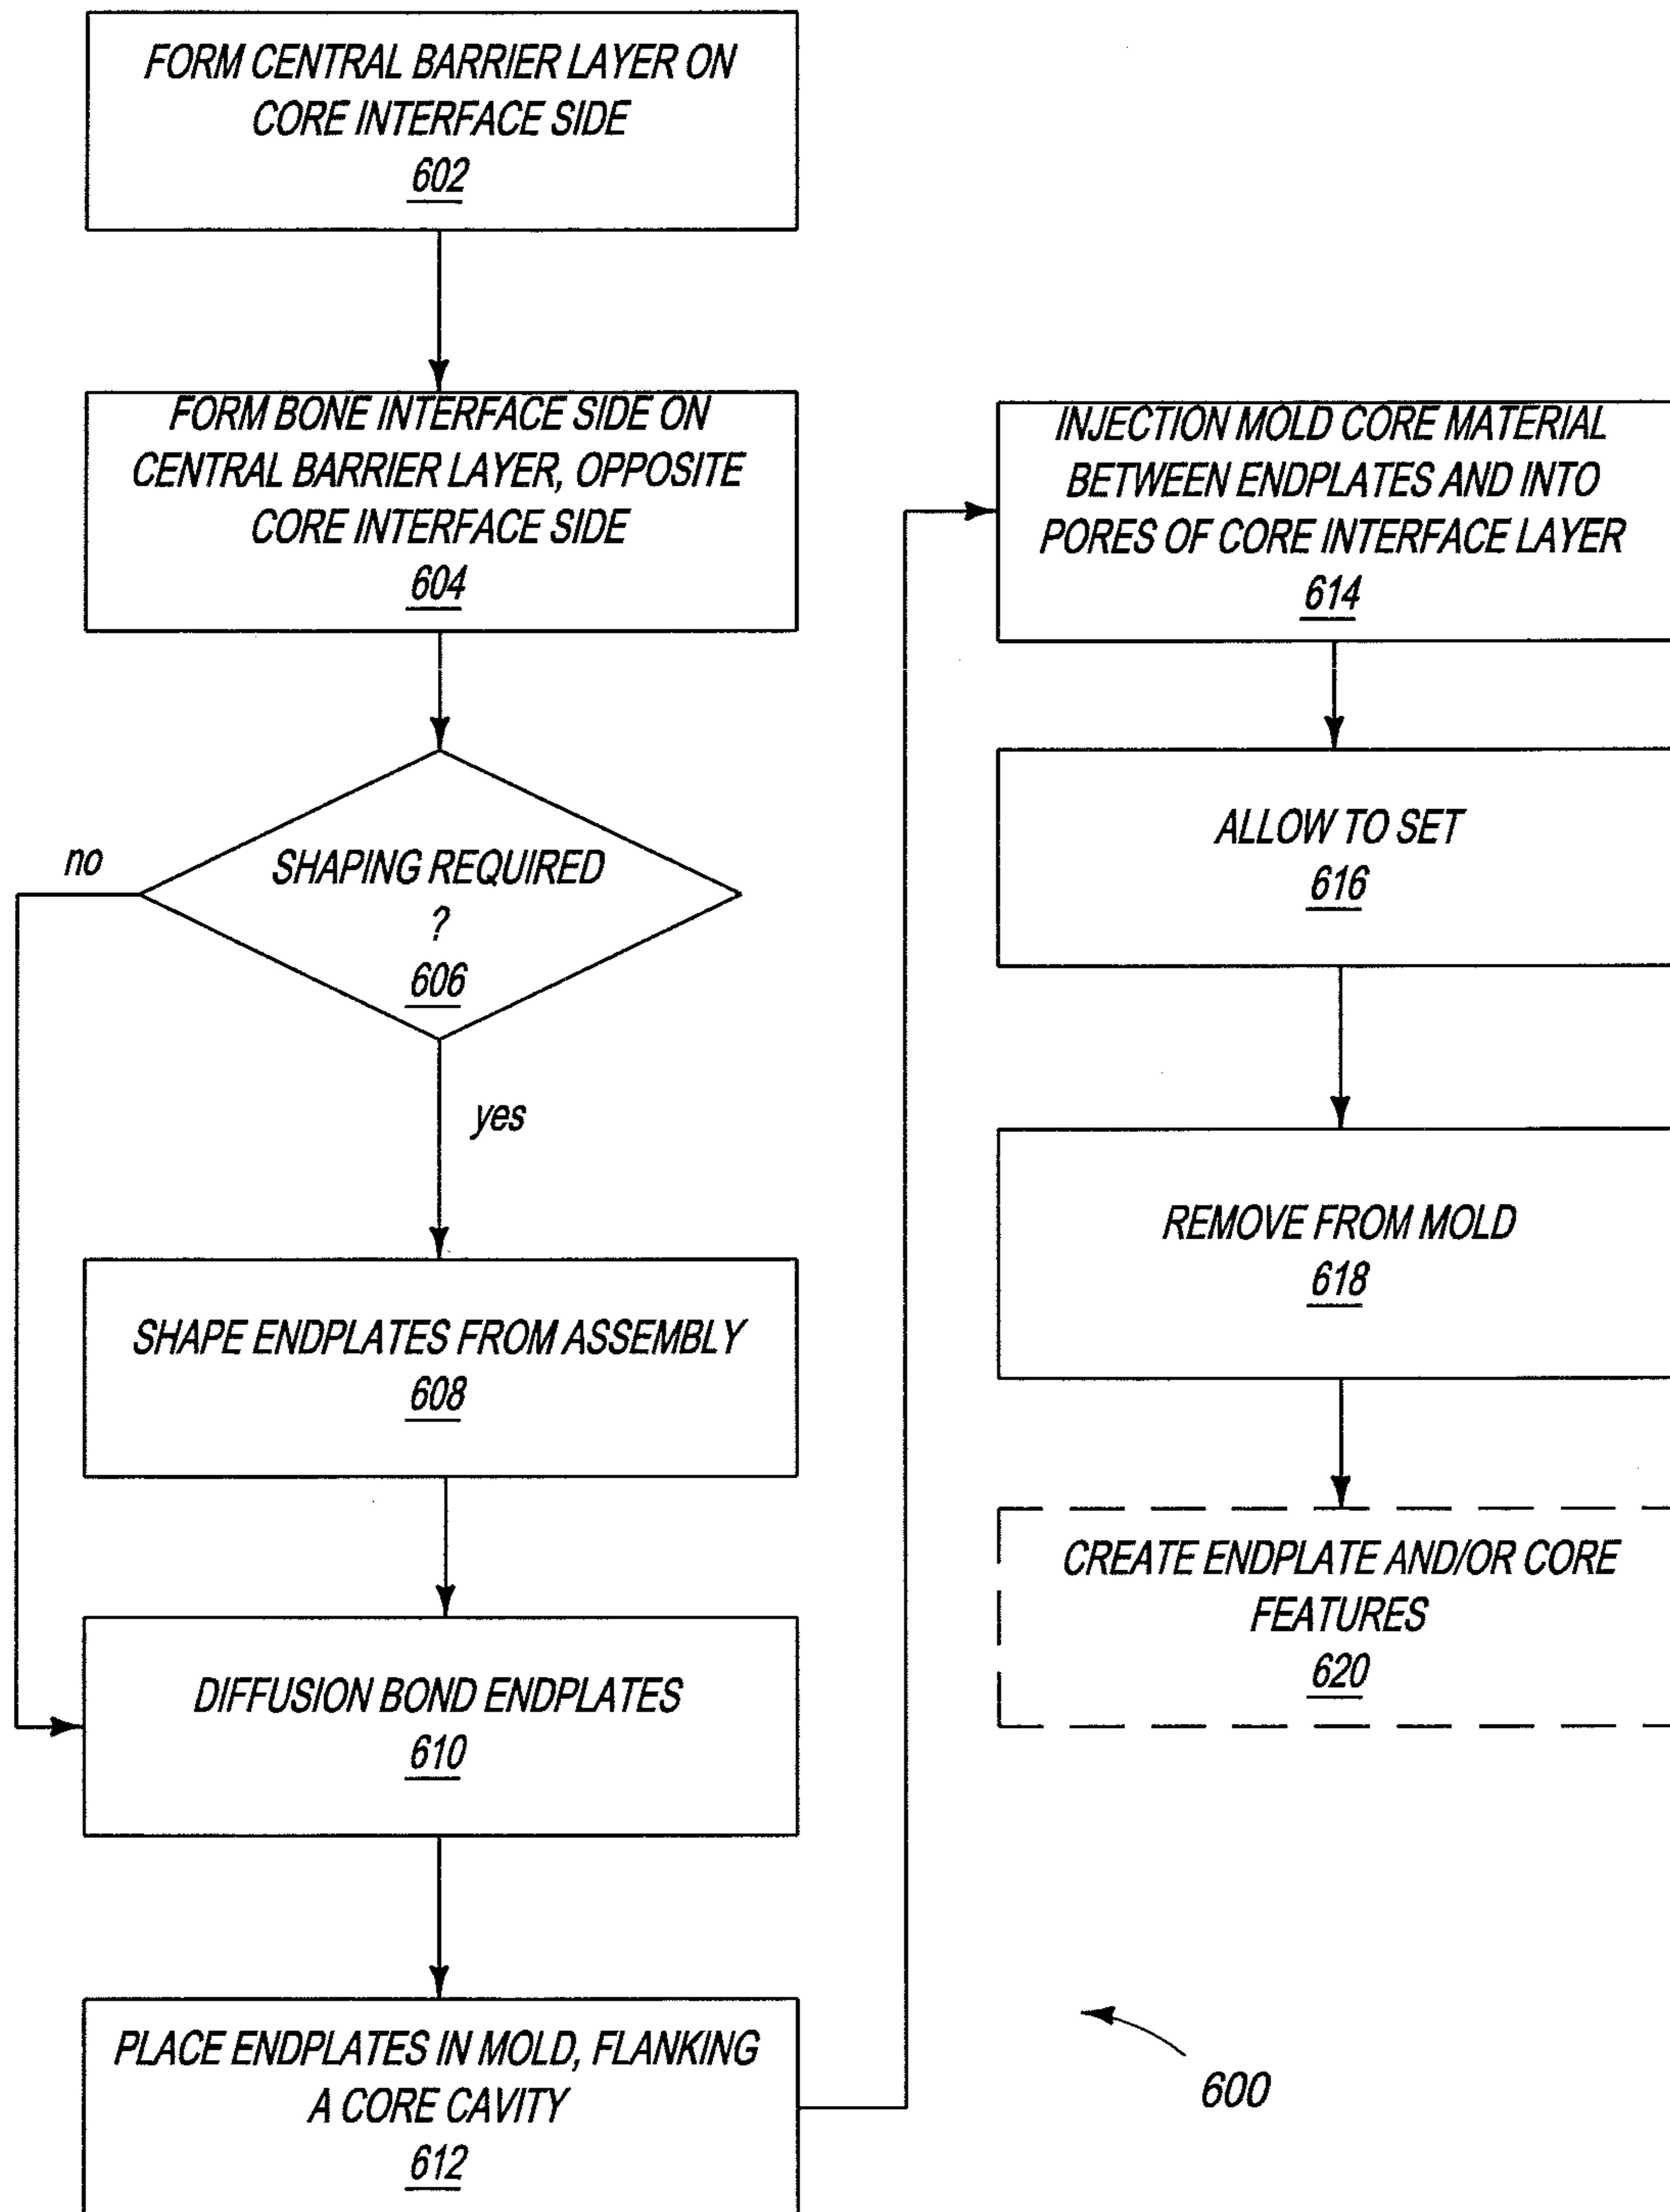 FORM CENTRAL BARRIER LAYER ON
CORE INTERFACE SIDE
602
FORM BONE INTERFACE SIDE ON
CENTRAL BARRIER LAYER, OPPOSITE
CORE INTERFACE SIDE
604
SHAPING REQUIRED
?
606
no
yes
SHAPE ENDPLATES FROM ASSEMBLY
608
DIFFUSION BOND ENDPLATES
610
PLACE ENDPLATES IN MOLD, FLANKING
A CORE CAVITY
612
INJECTION MOLD CORE MATERIAL
BETWEEN ENDPLATES AND INTO
PORES OF CORE INTERFACE LAYER
614
ALLOW TO SET
616
REMOVE FROM MOLD
618
CREATE ENDPLATE AND/OR CORE
FEATURES
620
600